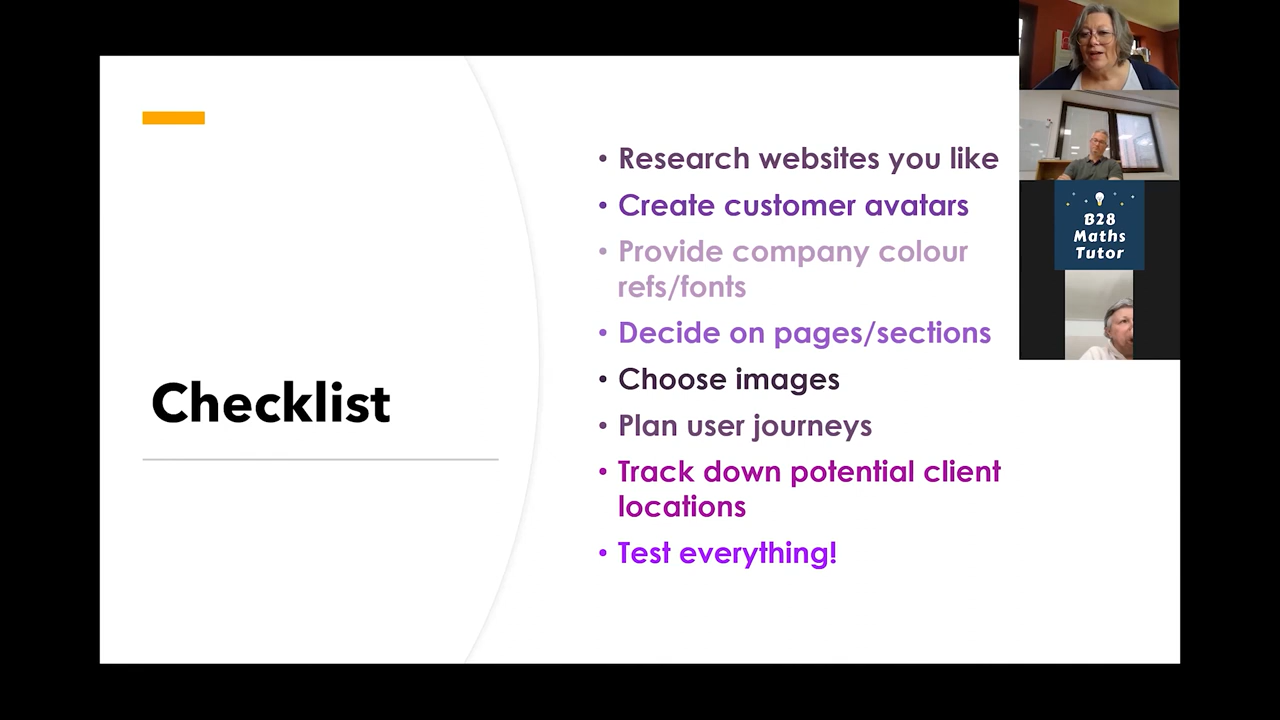 Checklist
• Research websites you like
• Create customer avatars
• Provide company colour
refs/fonts
• Decide on pages/sections
• Choose images
• Plan user journeys
• Track down potential client
locations
• Test everything!
B28
Maths
Tutor